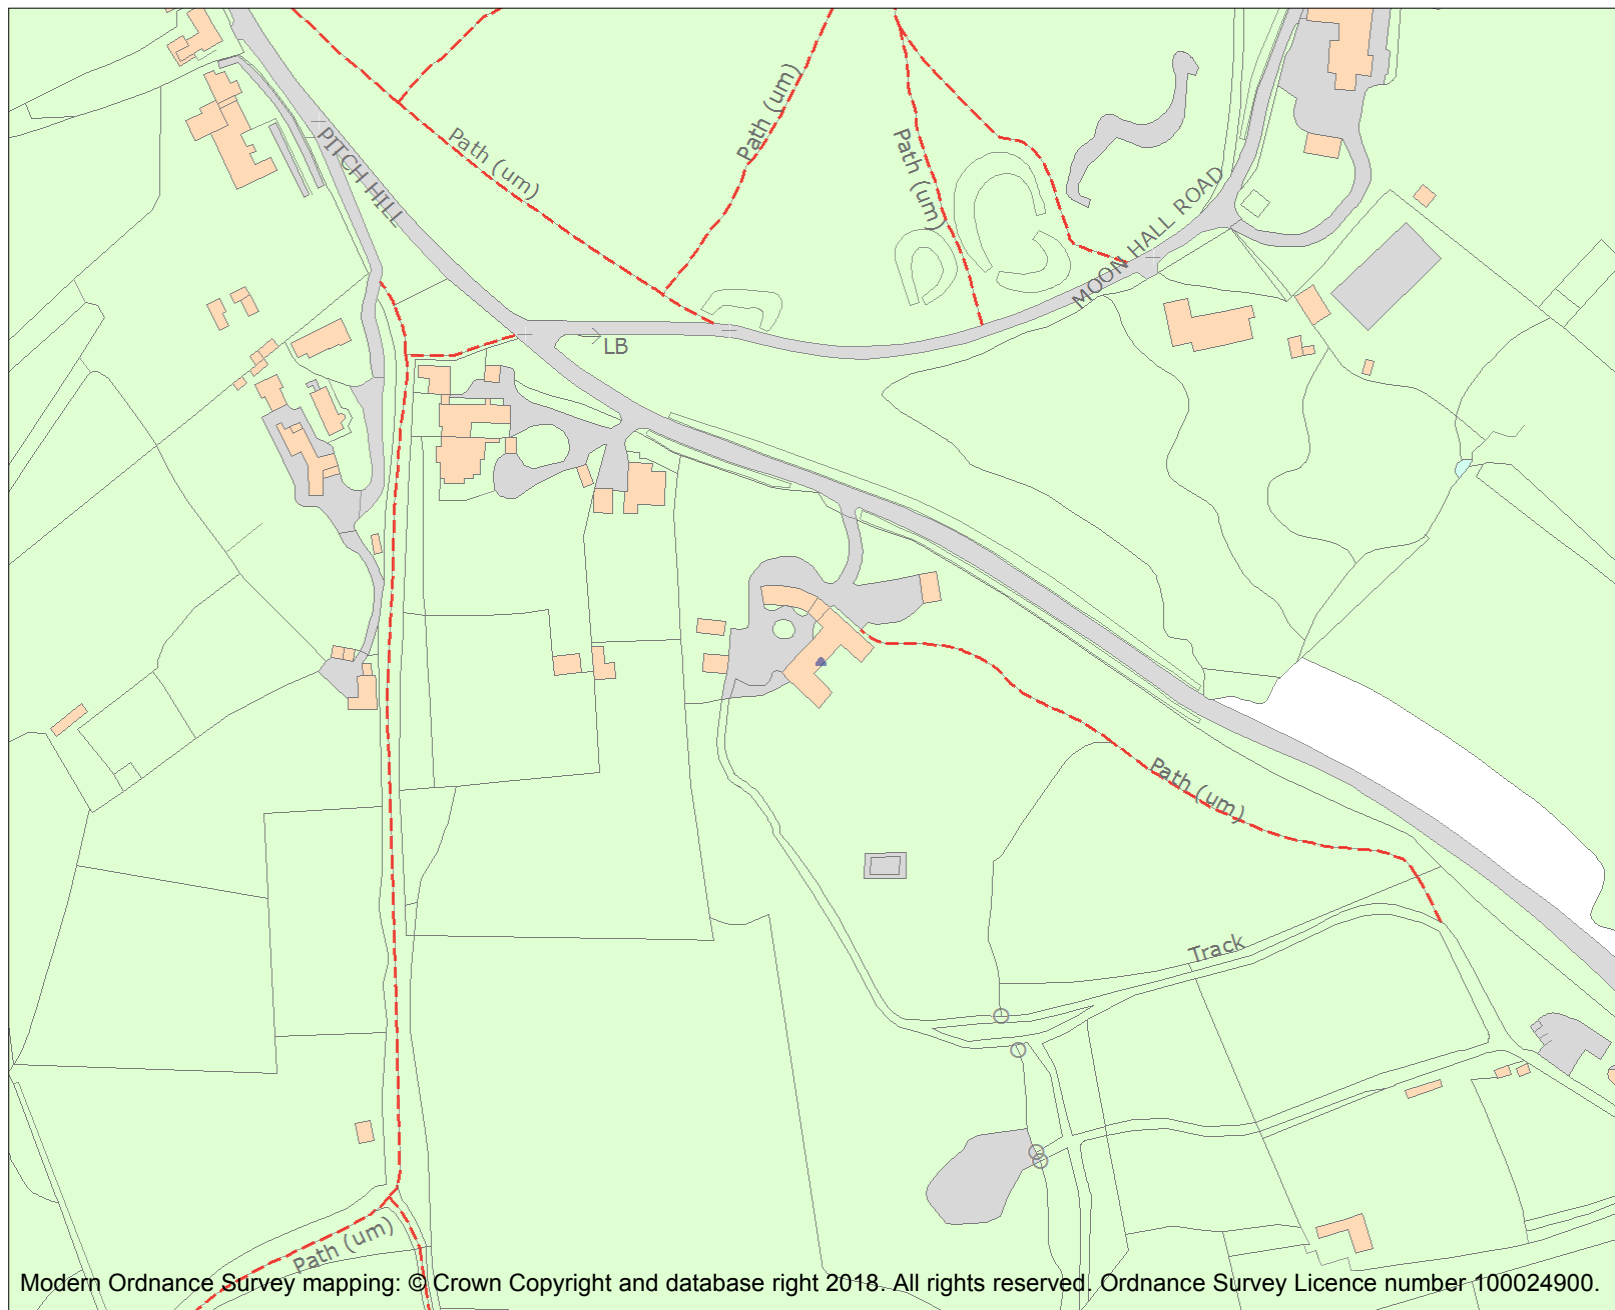 Path (um)
PITCH HILL
Path (um)
Path (um)
MOON HALL ROAD
LB
Path (um)
Track
Path (um)
Modern Ordnance Survey mapping: © Crown Copyright and database right 2018. All rights reserved. Ordnance Survey Licence number 100024900.